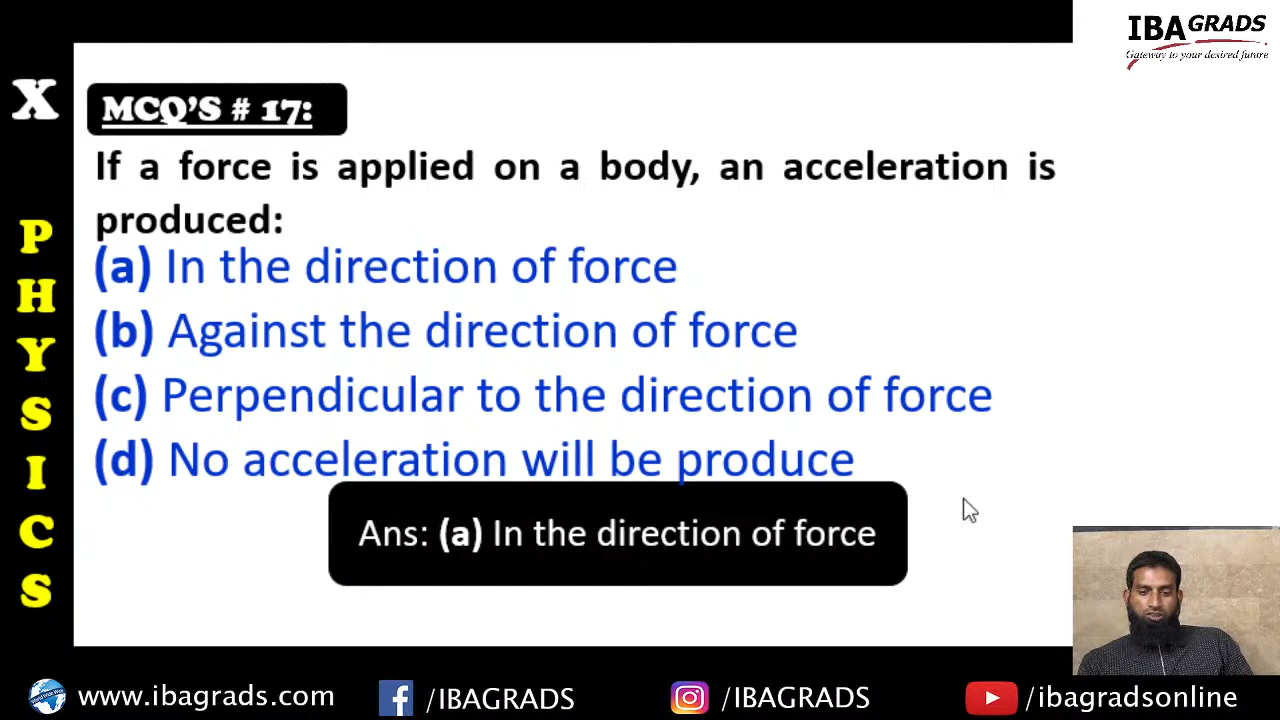 IBA GRADS
Gateway to your desired future
X
PHYSICS
MCQ'S # 17:
If a force is applied on a body, an acceleration is
produced:
(a) In the direction of force
(b) Against the direction of force
(c) Perpendicular to the direction of force
(d) No acceleration will be produce
Ans: (a) In the direction of force
www.ibagrads.com
/IBAGRADS
/IBAGRADS
/ibagradsonline